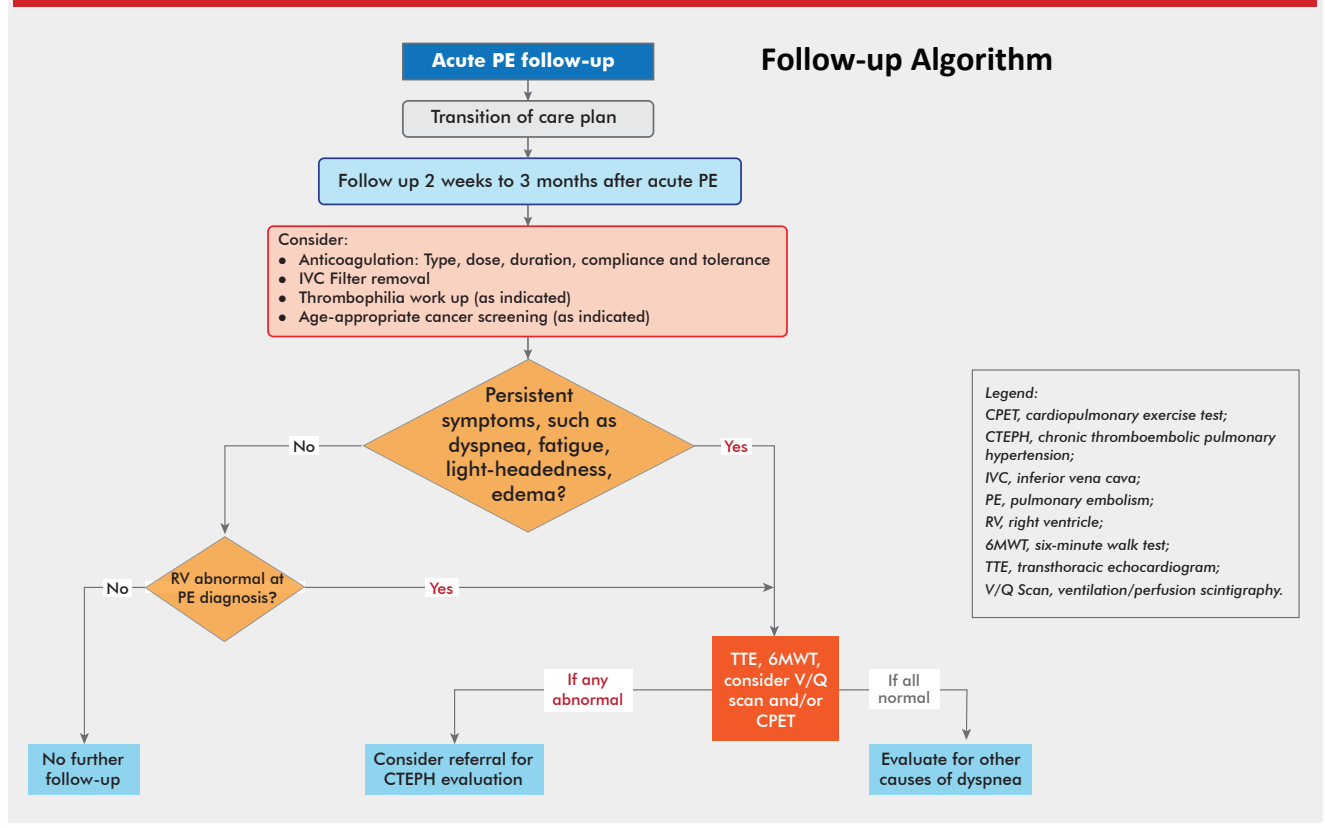 Follow-up Algorithm
Acute PE follow-up
Transition of care plan
Follow up 2 weeks to 3 months after acute PE
Consider:
● Anticoagulation: Type, dose, duration, compliance and tolerance
● IVC Filter removal
● Thrombophilia work up (as indicated)
● Age-appropriate cancer screening (as indicated)
Persistent
symptoms, such as
dyspnea, fatigue,
light-headedness,
edema?
No
Yes
RV abnormal at
PE diagnosis?
No
Yes
TTE, 6MWT,
consider V/Q
scan and/or
CPET
If any
abnormal
If all
normal
No further
follow-up
Consider referral for
CTEPH evaluation
Evaluate for other
causes of dyspnea
Legend:
CPET, cardiopulmonary exercise test;
CTEPH, chronic thromboembolic pulmonary
hypertension;
IVC, inferior vena cava;
PE, pulmonary embolism;
RV, right ventricle;
6MWT, six-minute walk test;
TTE, transthoracic echocardiogram;
V/Q Scan, ventilation/perfusion scintigraphy.